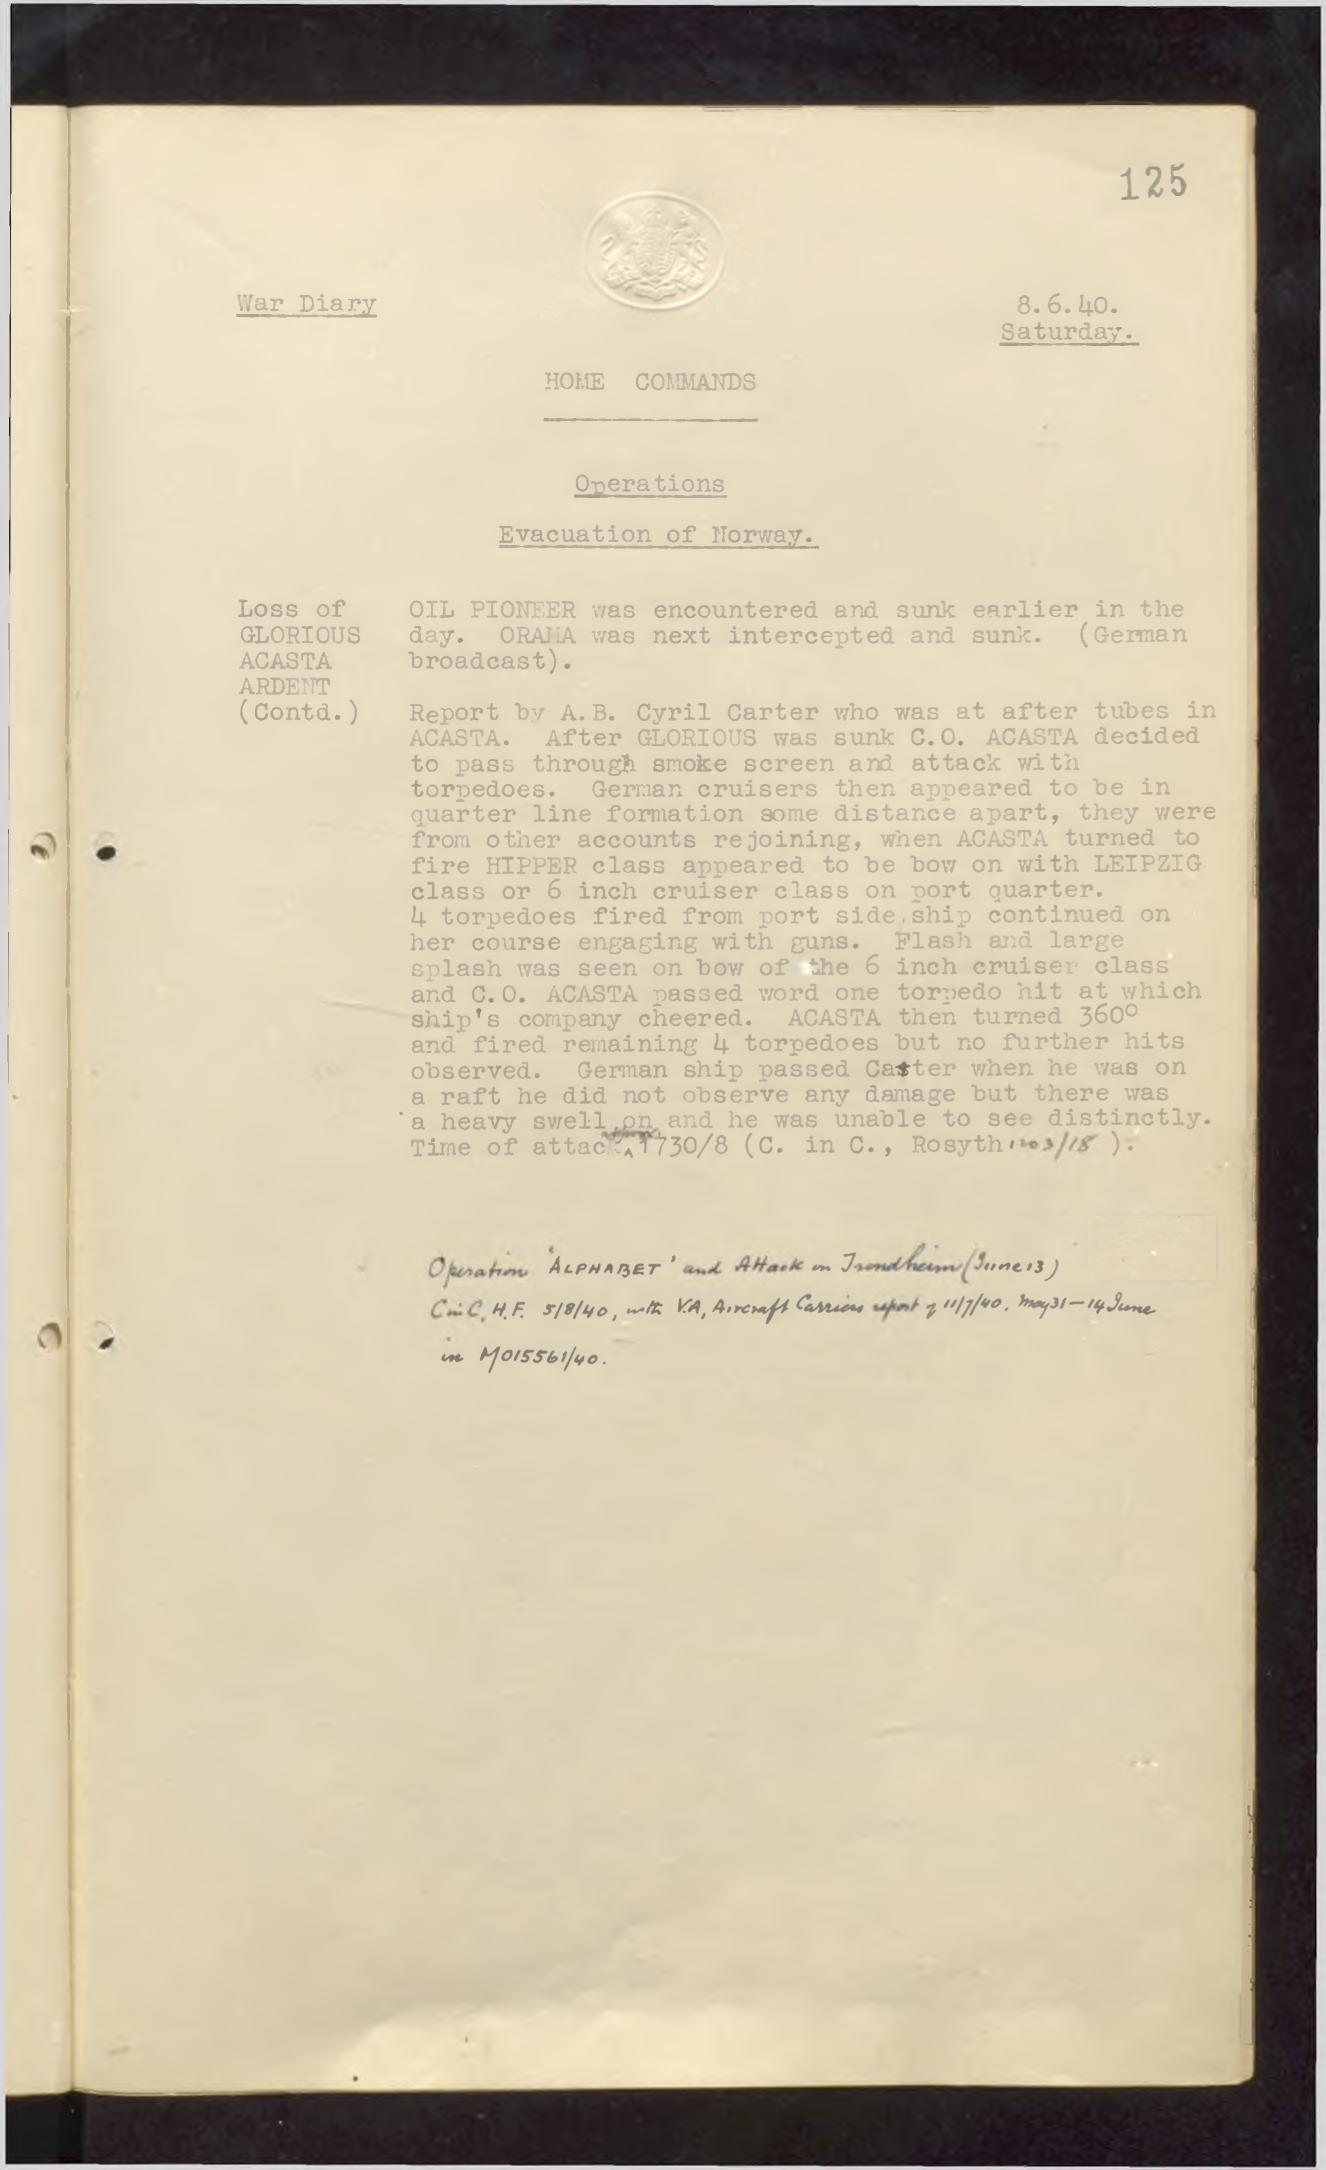 125
War Diary
8.6.40.
Saturday.
HOME COMMANDS
Operations
Evacuation of Norway.
Loss of
GLORIOUS
ACASTA
ARDENT
(Contd.)
OIL PIONEER was encountered and sunk earlier in the
day. ORAMA was next intercepted and sunk. (German
broadcast).
Report by A.B. Cyril Carter who was at after tubes in
ACASTA. After GLORIOUS was sunk C.O. ACASTA decided
to pass through smoke screen and attack with
torpedoes. German cruisers then appeared to be in
quarter line formation some distance apart, they were
from other accounts rejoining, when ACASTA turned to
fire HIPPER class appeared to be bow on with LEIPZIG
class or 6 inch cruiser class on port quarter.
4 torpedoes fired from port side, ship continued on
her course engaging with guns. Flash and large
splash was seen on bow of the 6 inch cruiser class
and C.O. ACASTA passed word one torpedo hit at which
ship's company cheered. ACASTA then turned 360°
and fired remaining 4 torpedoes but no further hits
observed. German ship passed Carter when he was on
a raft he did not observe any damage but there was
a heavy swell on and he was unable to see distinctly.
Time of attack 1730/8 (C. in C., Rosyth 1203/18 ).
Operation 'ALPHABET' and Attack on Trondheim (June 13)
C in C, H.F. 5/8/40, with V.A, Aircraft Carriers report of 11/7/40. May 31 - 14 June
in M015561/40.